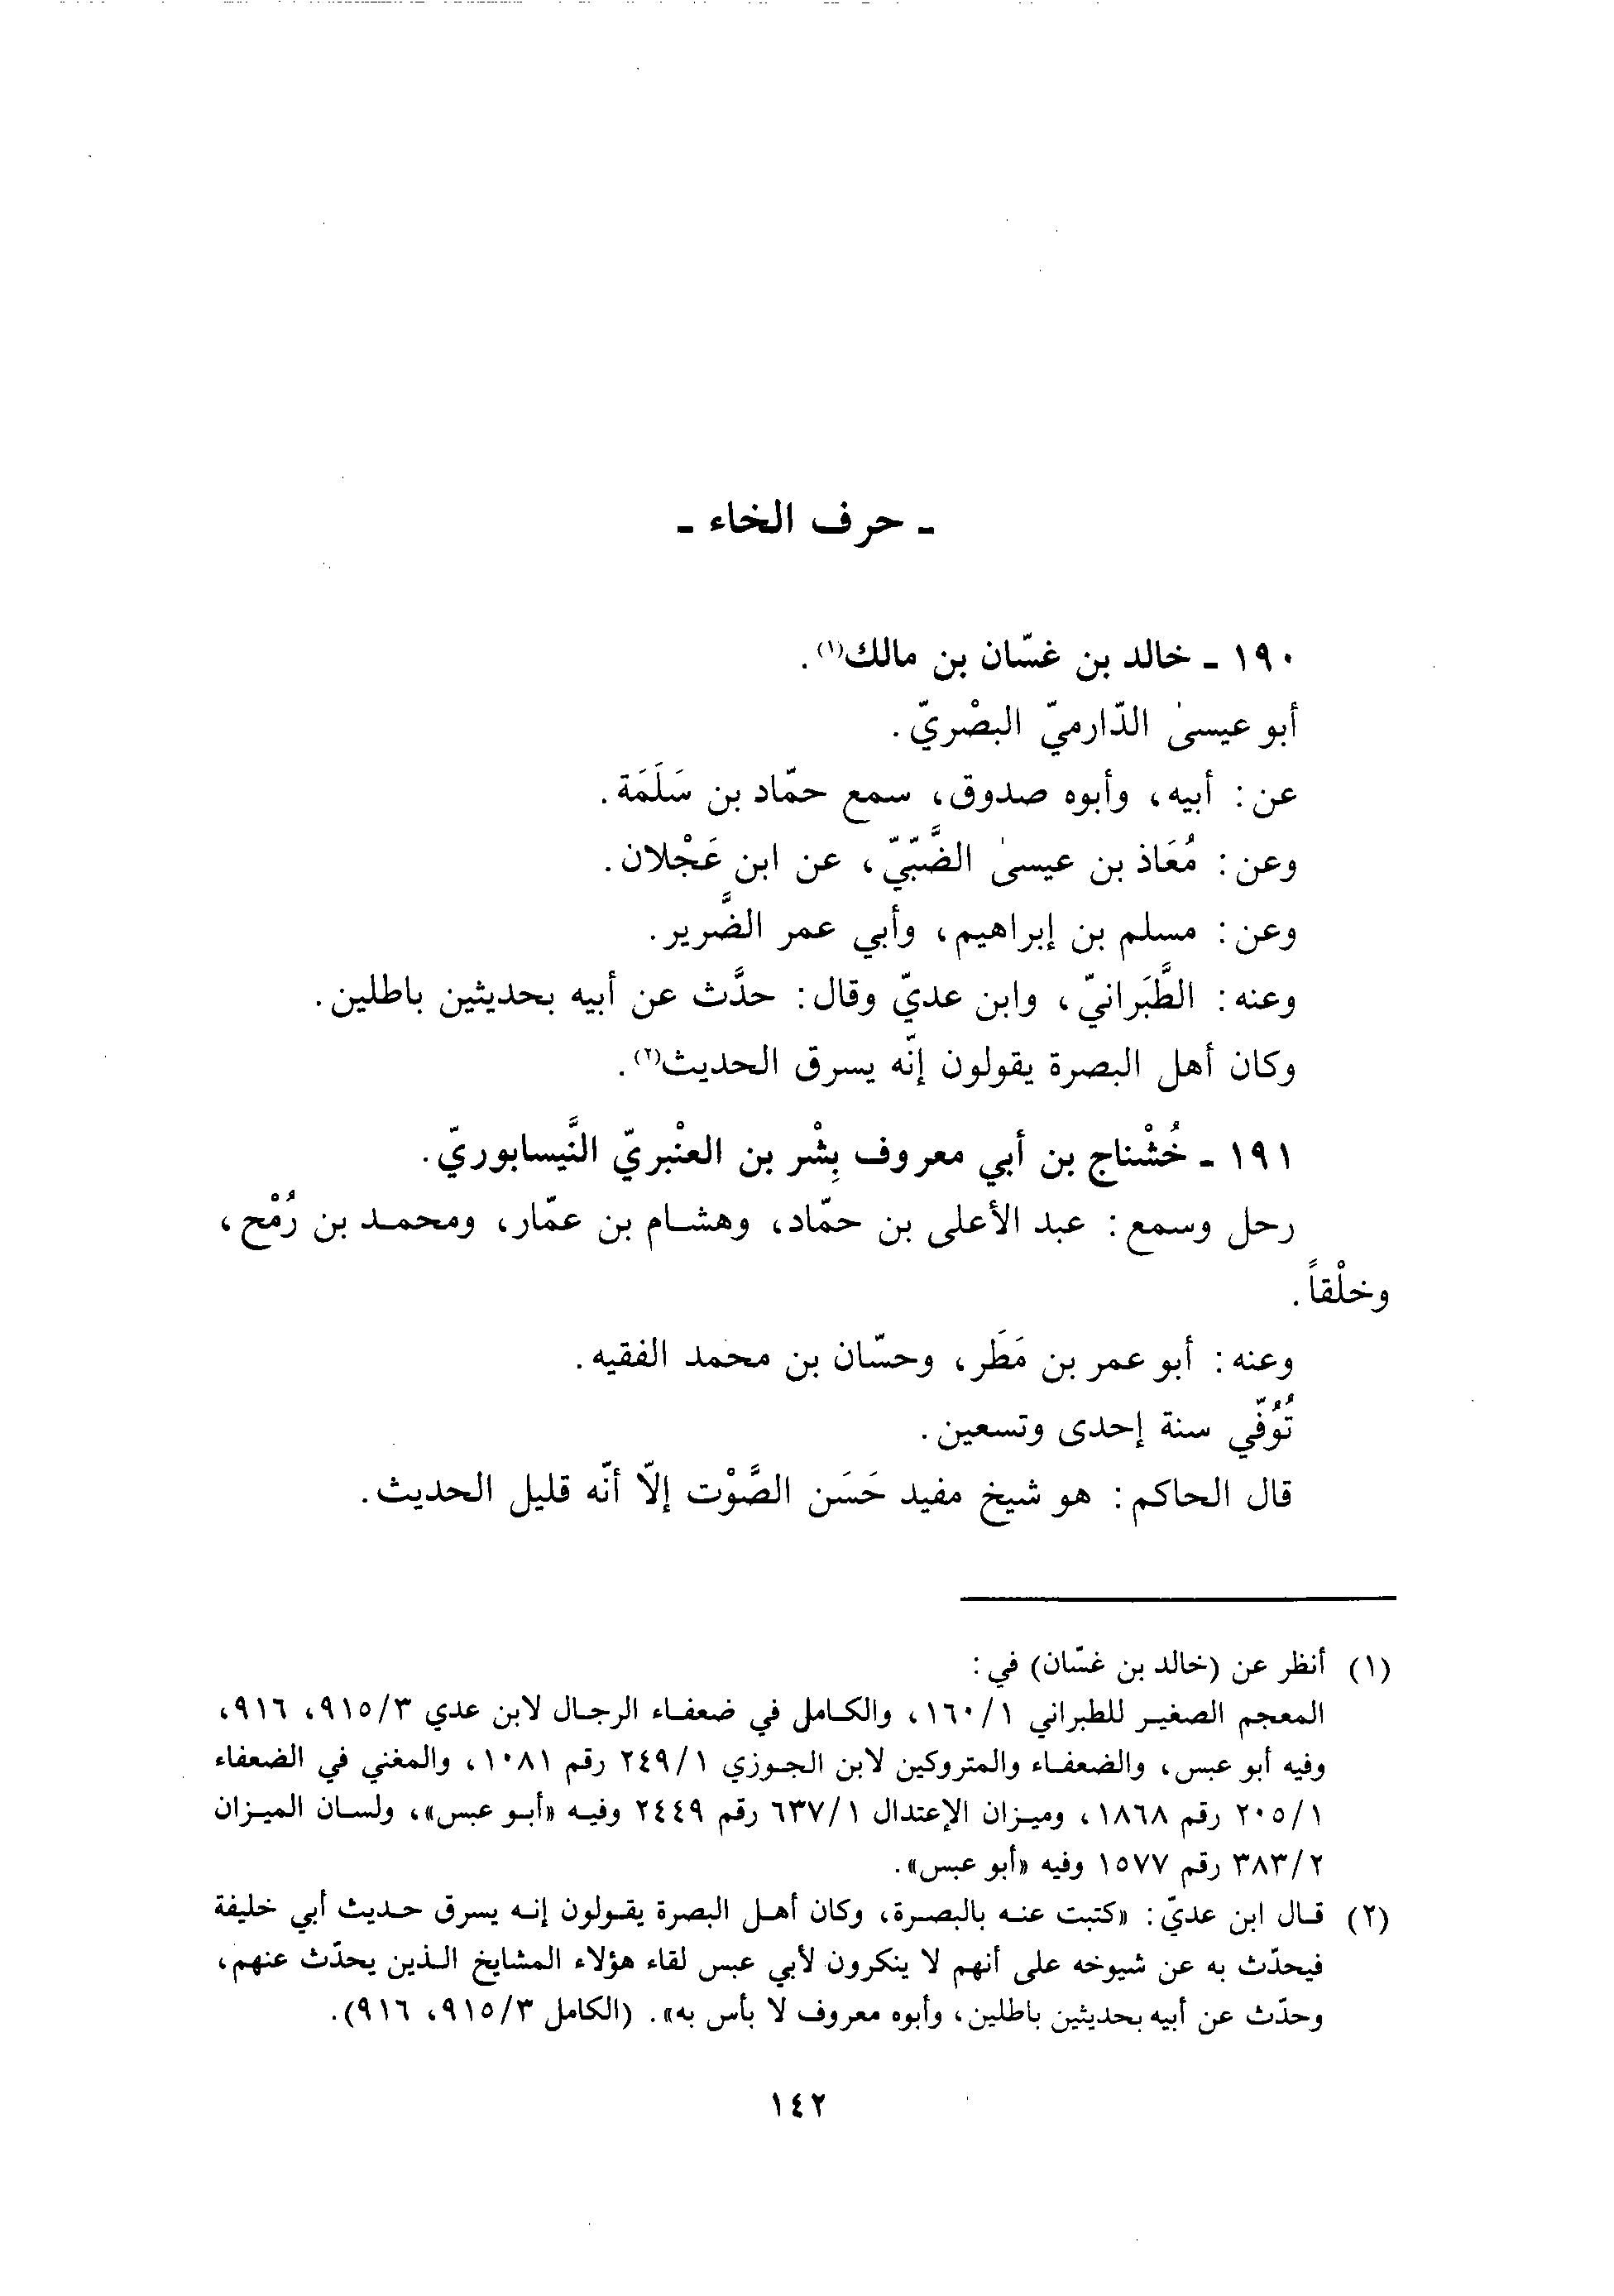 ـ حرف الخاء ـ
١٩٠ ـ خالد بن غسّان بن مالك(١).
أبو عيسىٰ الدّارميّ البصْريّ.
عن: أبيه، وأبوه صدوق، سمع حمّاد بن سَلَمَة.
وعن: مُعَاذ بن عيسىٰ الضَّبّيّ، عن ابن عَجْلان.
وعن: مسلم بن إبراهيم، وأبي عمر الضَّرير.
وعنه: الطَّبَرانيّ، وابن عديّ وقال: حدَّث عن أبيه بحديثين باطلين.
وكان أهل البصرة يقولون إنّه يسرق الحديث(٢).
١٩١ ـ خُشْناج بن أبي معروف بِشْر بن العنْبريّ النَّيسابوريّ.
رحل وسمع: عبد الأعلى بن حمّاد، وهشام بن عمّار، ومحمد بن رُمْح،
وخلْقاً.
وعنه: أبو عمر بن مَطَر، وحسّان بن محمد الفقيه.
تُوُفّي سنة إحدى وتسعين.
قال الحاكم: هو شيخ مفيد حَسَن الصَّوْت إلّا أنّه قليل الحديث.
(١) أنظر عن (خالد بن غسّان) في:
المعجم الصغير للطبراني ١/١٦٠، والكامل في ضعفاء الرجال لابن عدي ٣/٩١٥، ٩١٦،
وفيه أبو عبس، والضعفاء والمتروكين لابن الجوزي ١/٢٤٩ رقم ١٠٨١، والمغني في الضعفاء
١/٢٠٥ رقم ١٨٦٨، وميزان الإعتدال ١/٦٣٧ رقم ٢٤٤٩ وفيه «أبو عبس»، ولسان الميزان
٢/٣٨٣ رقم ١٥٧٧ وفيه «أبو عبس».
(٢) قال ابن عديّ: «كتبت عنه بالبصرة، وكان أهل البصرة يقولون إنه يسرق حديث أبي خليفة
فيحدّث به عن شيوخه على أنهم لا ينكرون لأبي عبس لقاء هؤلاء المشايخ الذين يحدّث عنهم،
وحدّث عن أبيه بحديثين باطلين، وأبوه معروف لا بأس به». (الكامل ٣/٩١٥، ٩١٦).
١٤٢